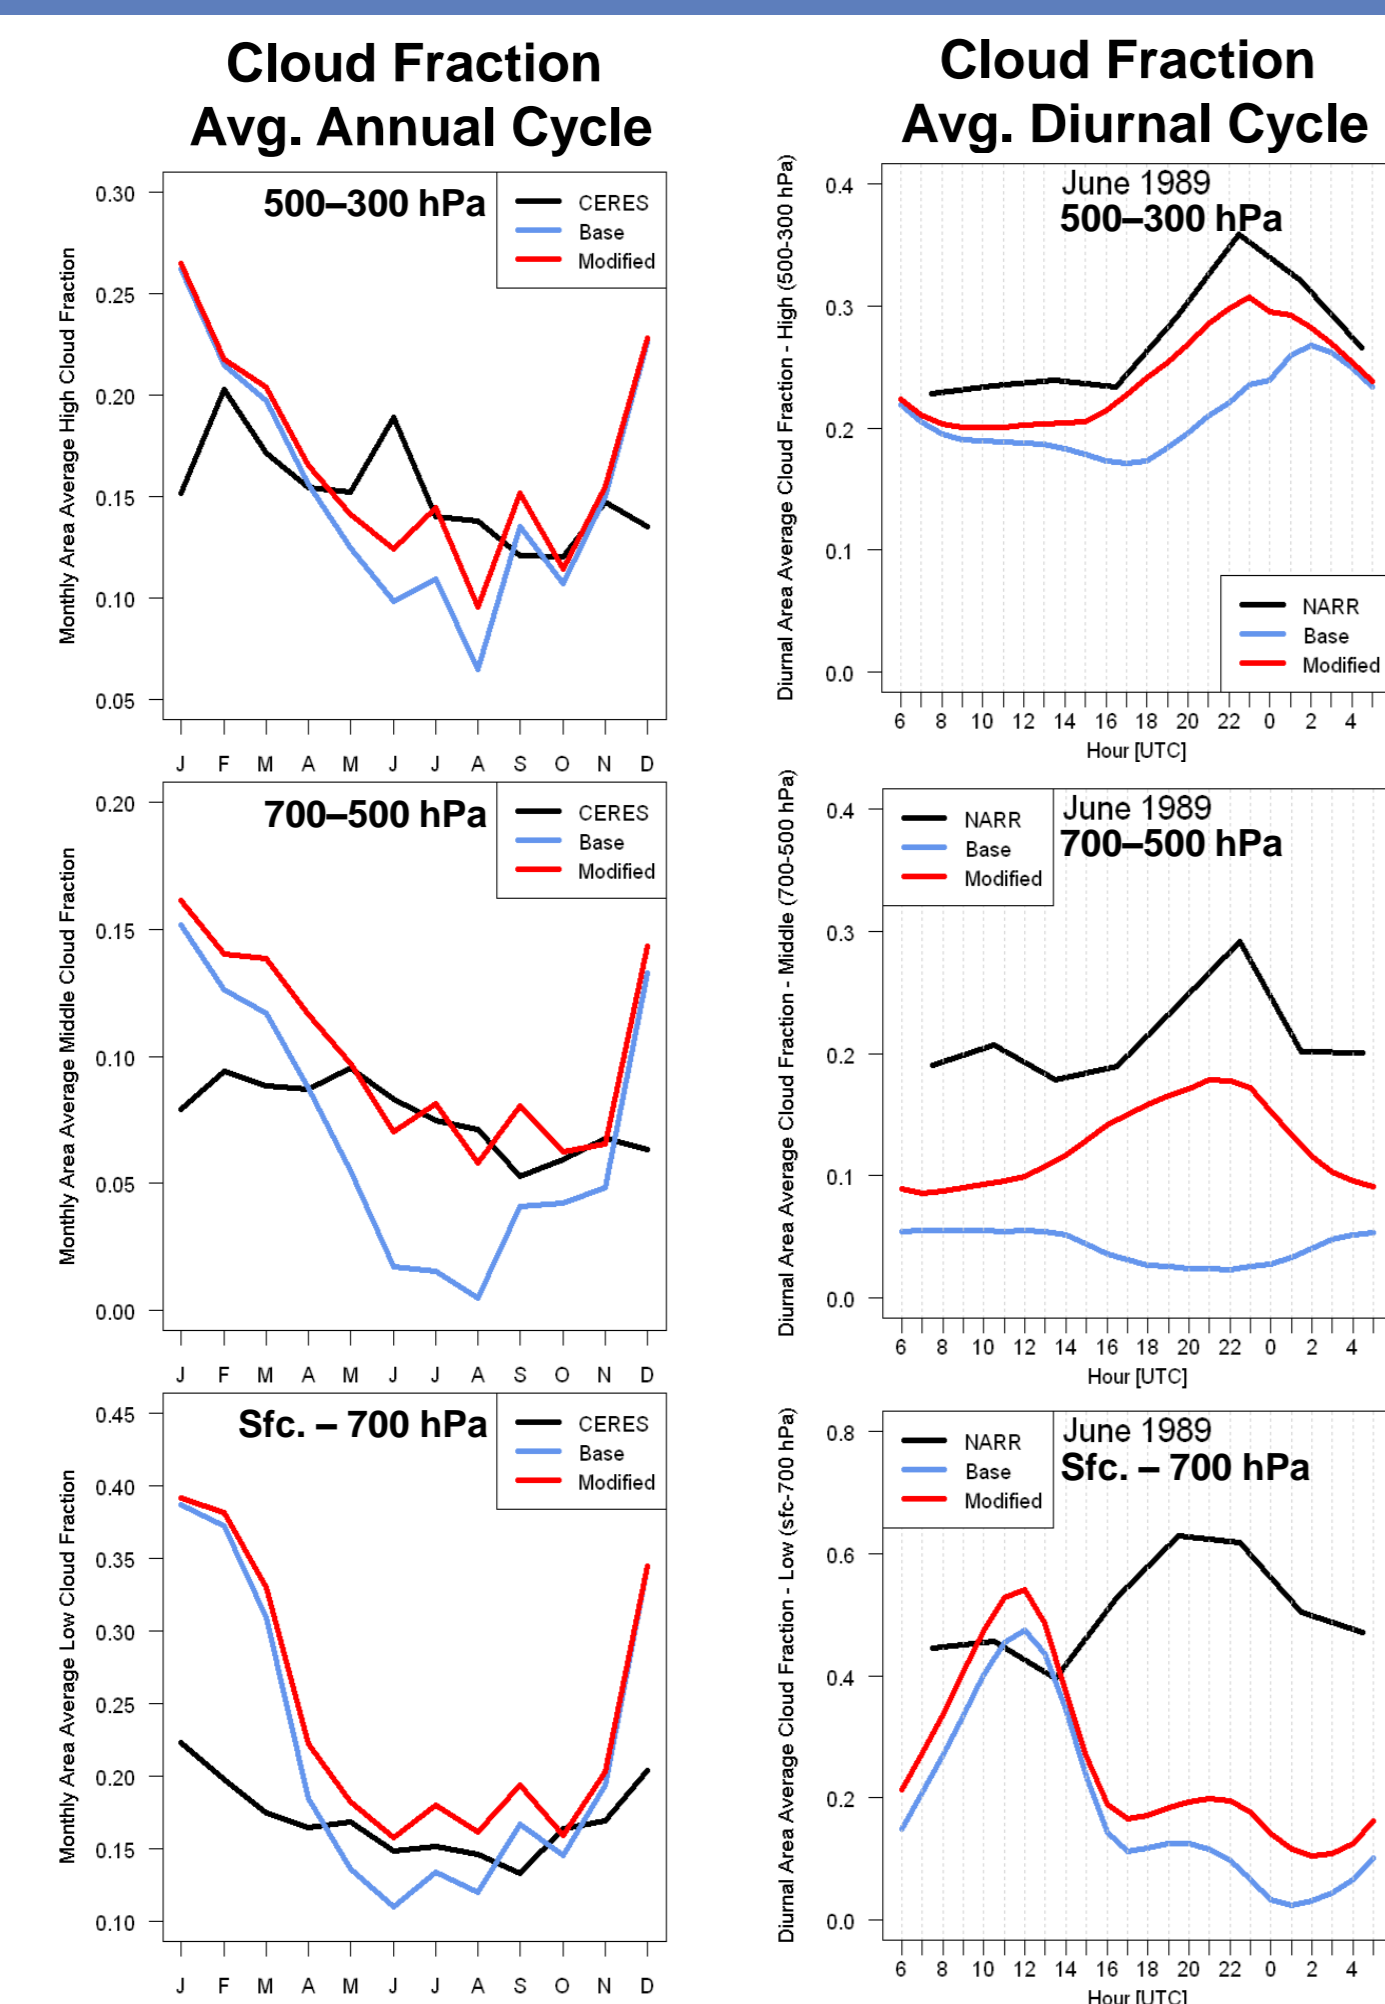 Cloud Fraction
Avg. Annual Cycle
Monthly Area Average High Cloud Fraction
500–300 hPa
CERES
Base
Modified
0.30
0.25
0.20
0.15
0.10
0.05
J F M A M J J A S O N D
Monthly Area Average Middle Cloud Fraction
700–500 hPa
CERES
Base
Modified
0.20
0.15
0.10
0.05
0.00
J F M A M J J A S O N D
Monthly Area Average Low Cloud Fraction
Sfc. – 700 hPa
CERES
Base
Modified
0.45
0.40
0.35
0.30
0.25
0.20
0.15
0.10
J F M A M J J A S O N D
Cloud Fraction
Avg. Diurnal Cycle
Diurnal Area Average Cloud Fraction - High (500-300 hPa)
June 1989
500–300 hPa
0.4
0.3
0.2
0.1
0.0
NARR
Base
Modified
6 8 10 12 14 16 18 20 22 0 2 4
Hour [UTC]
Diurnal Area Average Cloud Fraction - Middle (700-500 hPa)
NARR
Base
Modified
June 1989
700–500 hPa
0.4
0.3
0.2
0.1
0.0
6 8 10 12 14 16 18 20 22 0 2 4
Hour [UTC]
Diurnal Area Average Cloud Fraction - Low (sfc-700 hPa)
NARR
Base
Modified
June 1989
Sfc. – 700 hPa
0.8
0.6
0.4
0.2
0.0
6 8 10 12 14 16 18 20 22 0 2 4
Hour [UTC]